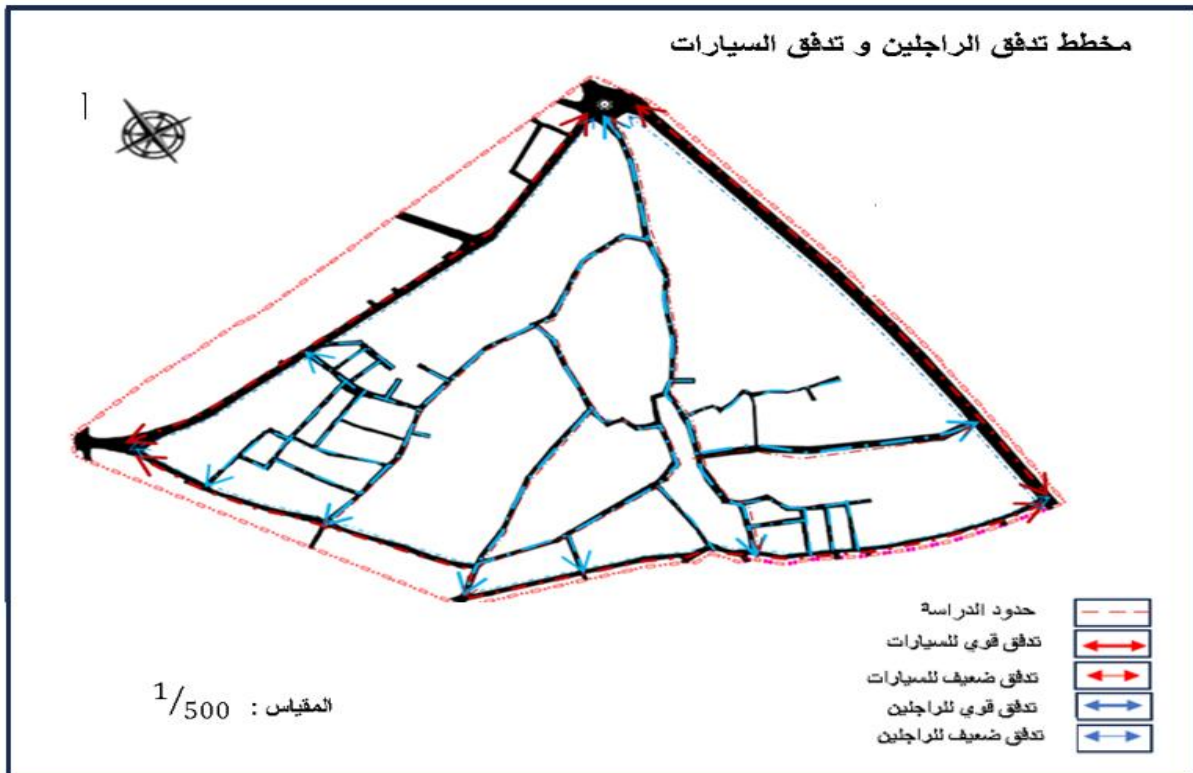 مخطط تدفق الراجلين و تدفق السيارات
أ
حدود الدراسة
تدفق قوي للسيارات
تدفق ضعيف للسيارات
تدفق قوي للراجلين
تدفق ضعيف للراجلين
المقياس : 1/500